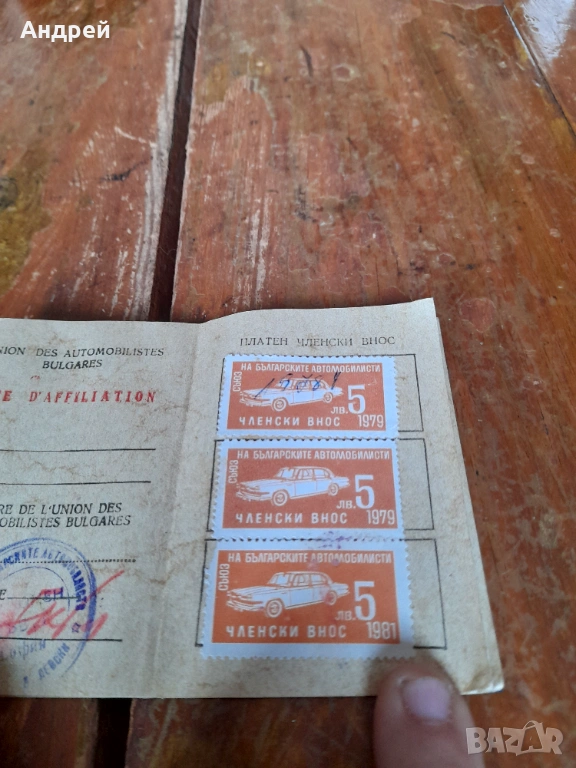 Андрей
NION DES AUTOMOBILISTES
BULGARES
E D'AFFILIATION
RE DE L'UNION DES
MOBILISTES BULGARES
ПЛАТЕН ЧЛЕНСКИ ВНОС
СЪЮЗ НА БЪЛГАРСКИТЕ АВТОМОБИЛИСТИ
ЛВ. 5
ЧЛЕНСКИ ВНОС 1979
СЪЮЗ НА БЪЛГАРСКИТЕ АВТОМОБИЛИСТИ
ЛВ. 5
ЧЛЕНСКИ ВНОС 1979
СЪЮЗ НА БЪЛГАРСКИТЕ АВТОМОБИЛИСТИ
ЛВ. 5
ЧЛЕНСКИ ВНОС 1981
BAZAR